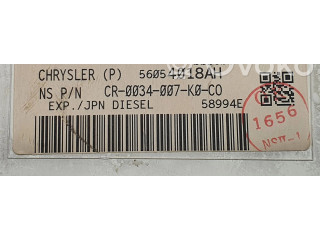 CHRYSLER (P) 56054018AH
NS P/N CR-0034-007-K0-C0
EXP./JPN DIESEL 58994E
1656